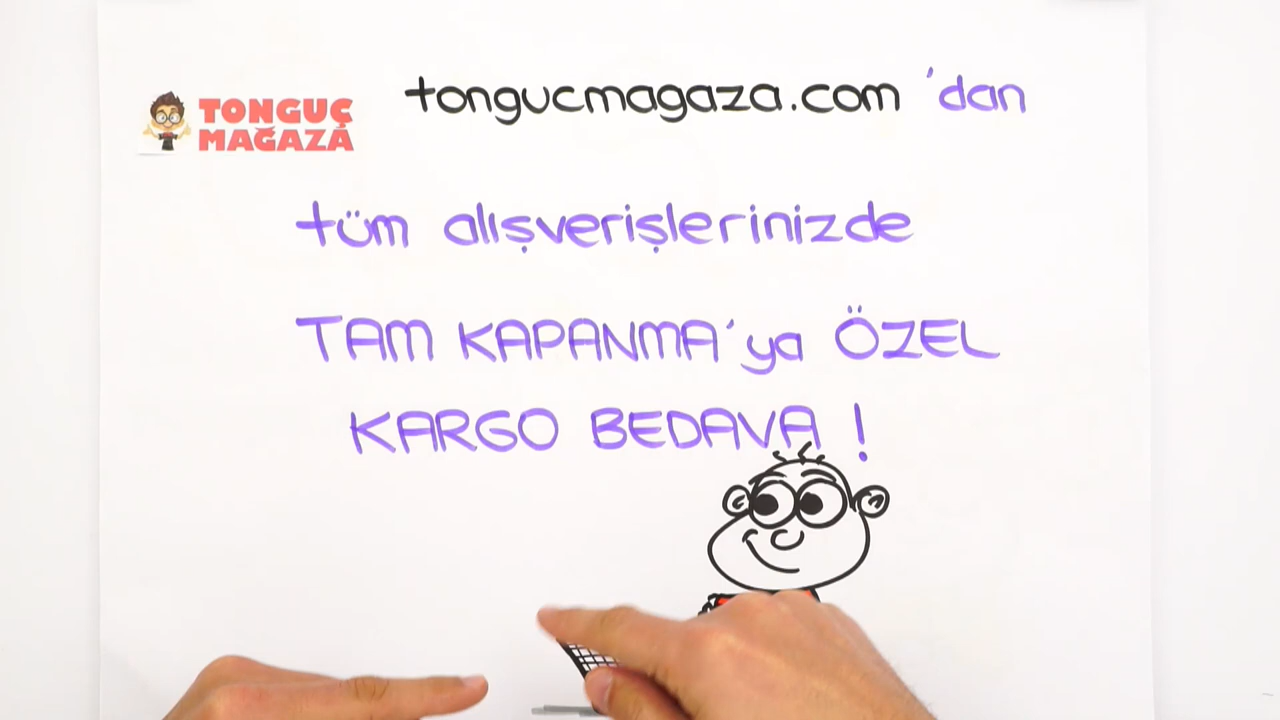 TONGUÇ
MAĞAZA
tongucmagaza.com 'dan
tüm alışverişlerinizde
TAM KAPANMA'ya ÖZEL
KARGO BEDAVA !